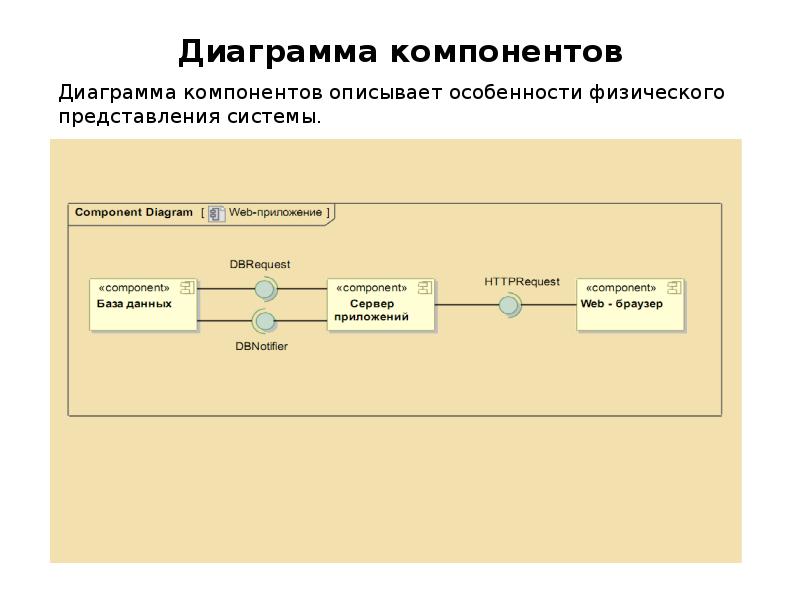 Диаграмма компонентов
Диаграмма компонентов описывает особенности физического
представления системы.
Component Diagram [ Web-приложение ]
DBRequest
HTTPRequest
«component»
База данных
«component»
Сервер
приложений
«component»
Web - браузер
DBNotifier